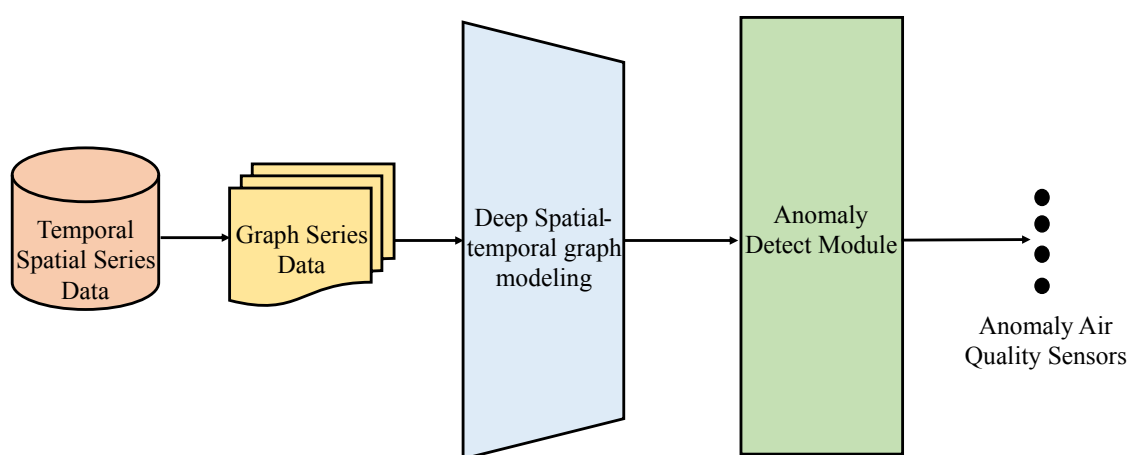 Temporal
Spatial Series
Data
Graph Series
Data
Deep Spatial-
temporal graph
modeling
Anomaly
Detect Module
Anomaly Air
Quality Sensors